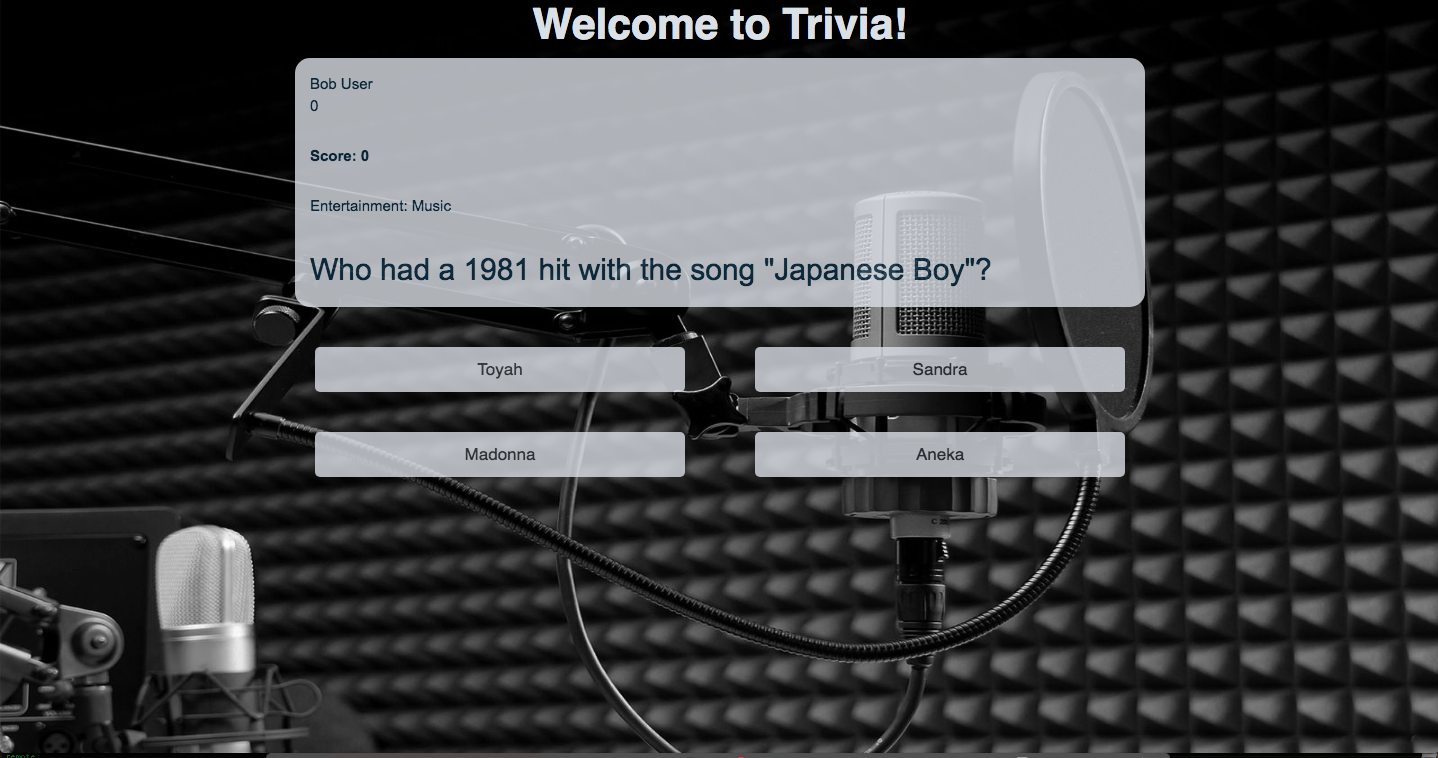 Welcome to Trivia!
Bob User
0
Score: 0
Entertainment: Music
Who had a 1981 hit with the song "Japanese Boy"?
Toyah
Sandra
Madonna
Aneka